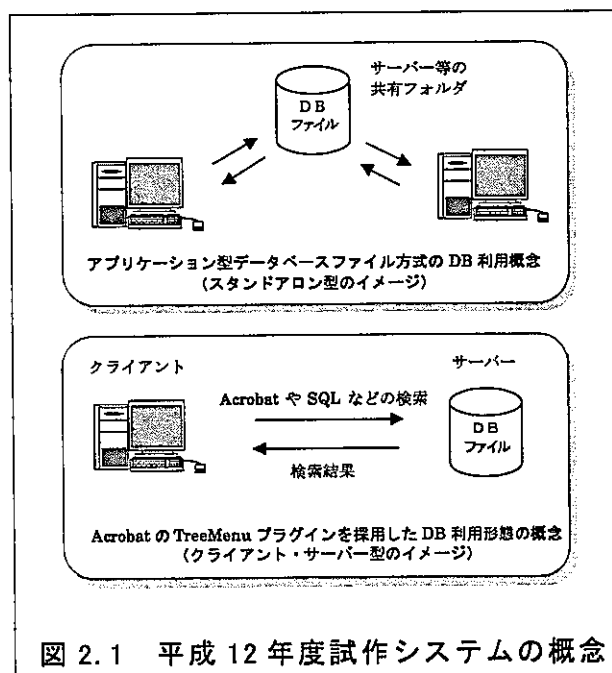 サーバー等の
共有フォルダ
DB
ファイル
アプリケーション型データベースファイル方式の DB 利用概念
(スタンドアロン型のイメージ)
クライアント
サーバー
Acrobat や SQL などの検索
DB
ファイル
検索結果
Acrobat の TreeMenu プラグインを採用した DB 利用形態の概念
(クライアント・サーバー型のイメージ)
図 2.1 平成 12 年度試作システムの概念